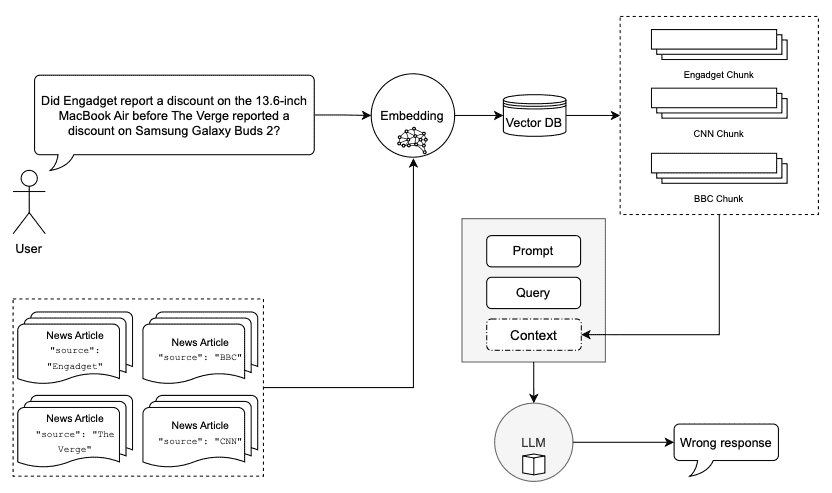 Did Engadget report a discount on the 13.6-inch
MacBook Air before The Verge reported a
discount on Samsung Galaxy Buds 2?
User
Embedding
Vector DB
Engadget Chunk
CNN Chunk
BBC Chunk
Prompt
Query
Context
News Article
"source":
"Engadget"
News Article
"source": "BBC"
News Article
"source": "The
Verge"
News Article
"source": "CNN"
LLM
Wrong response